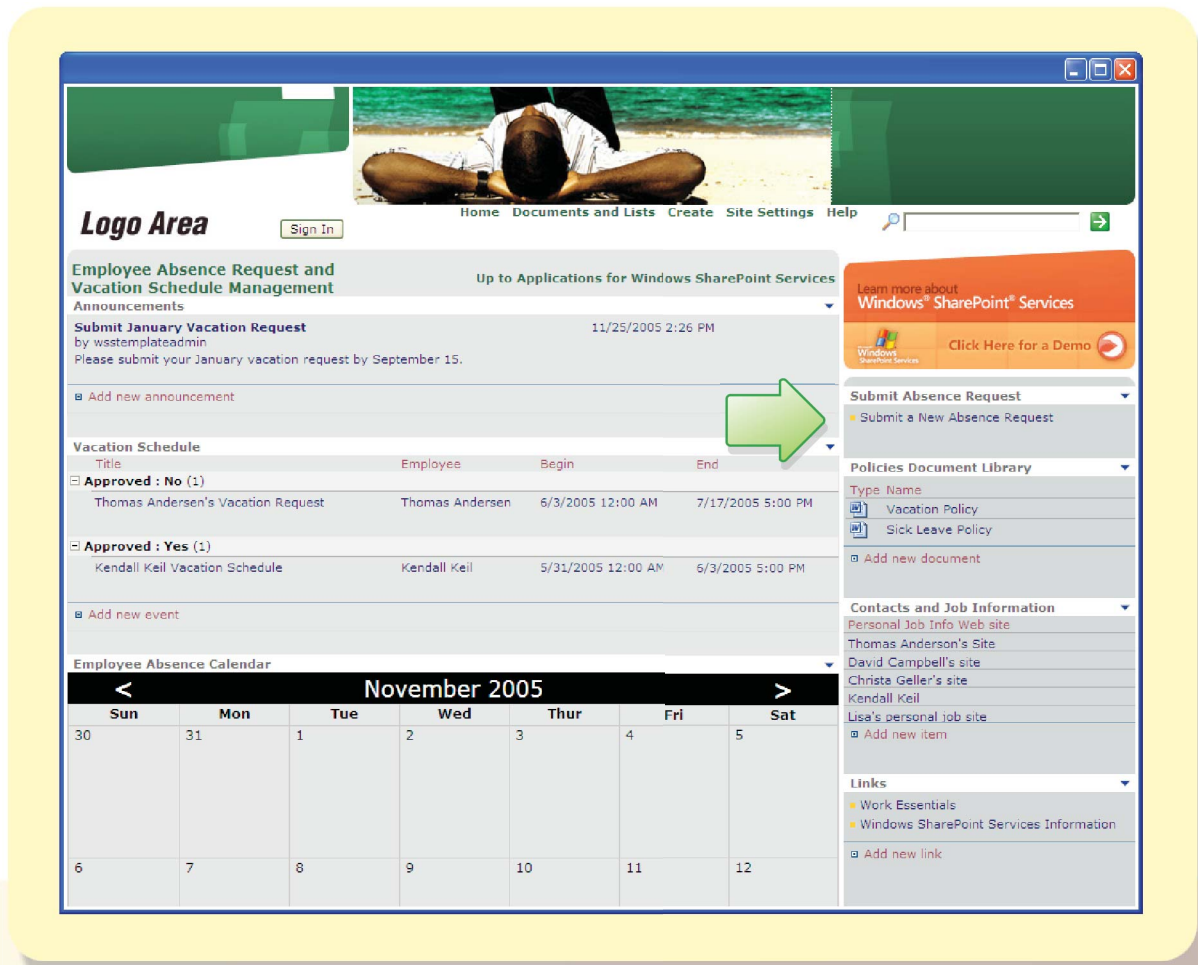 Home Documents and Lists Create Site Settings Help
Logo Area
Sign In
Employee Absence Request and
Vacation Schedule Management
Up to Applications for Windows SharePoint Services
Announcements
Submit January Vacation Request 11/25/2005 2:26 PM
by wsstemplateadmin
Please submit your January vacation request by September 15.
Add new announcement
Vacation Schedule
Title Employee Begin End
Approved : No (1)
Thomas Andersen's Vacation Request Thomas Andersen 6/3/2005 12:00 AM 7/17/2005 5:00 PM
Approved : Yes (1)
Kendall Keil Vacation Schedule Kendall Keil 5/31/2005 12:00 AM 6/3/2005 5:00 PM
Add new event
Employee Absence Calendar
< November 2005 >
Sun Mon Tue Wed Thur Fri Sat
30 31 1 2 3 4 5
6 7 8 9 10 11 12
Learn more about
Windows® SharePoint® Services
Windows
SharePoint Services
Click Here for a Demo
Submit Absence Request
Submit a New Absence Request
Policies Document Library
Type Name
Vacation Policy
Sick Leave Policy
Add new document
Contacts and Job Information
Personal Job Info Web site
Thomas Anderson's Site
David Campbell's site
Christa Geller's site
Kendall Keil
Lisa's personal job site
Add new item
Links
Work Essentials
Windows SharePoint Services Information
Add new link